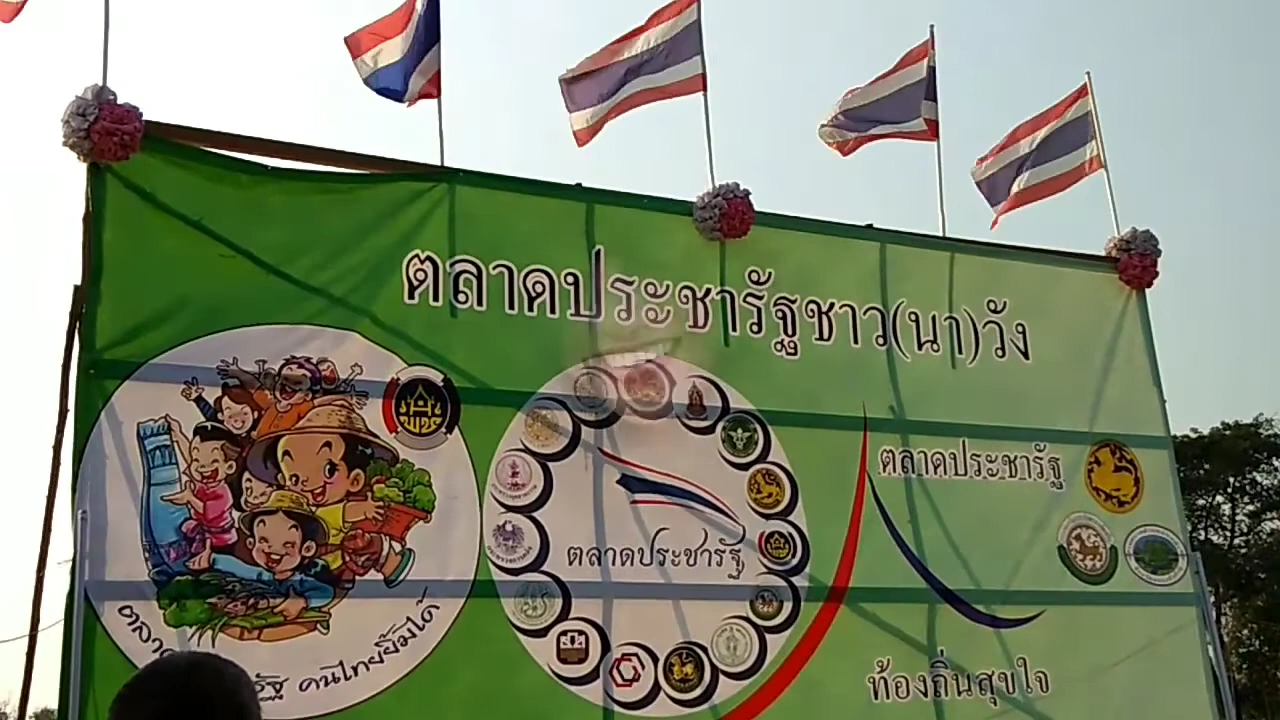 ตลาดประชารัฐชาว(นา)วัง
ตลาดประชารัฐ
ตลาดประชารัฐ
ท้องถิ่นสุขใจ
คนไทยยิ้มได้